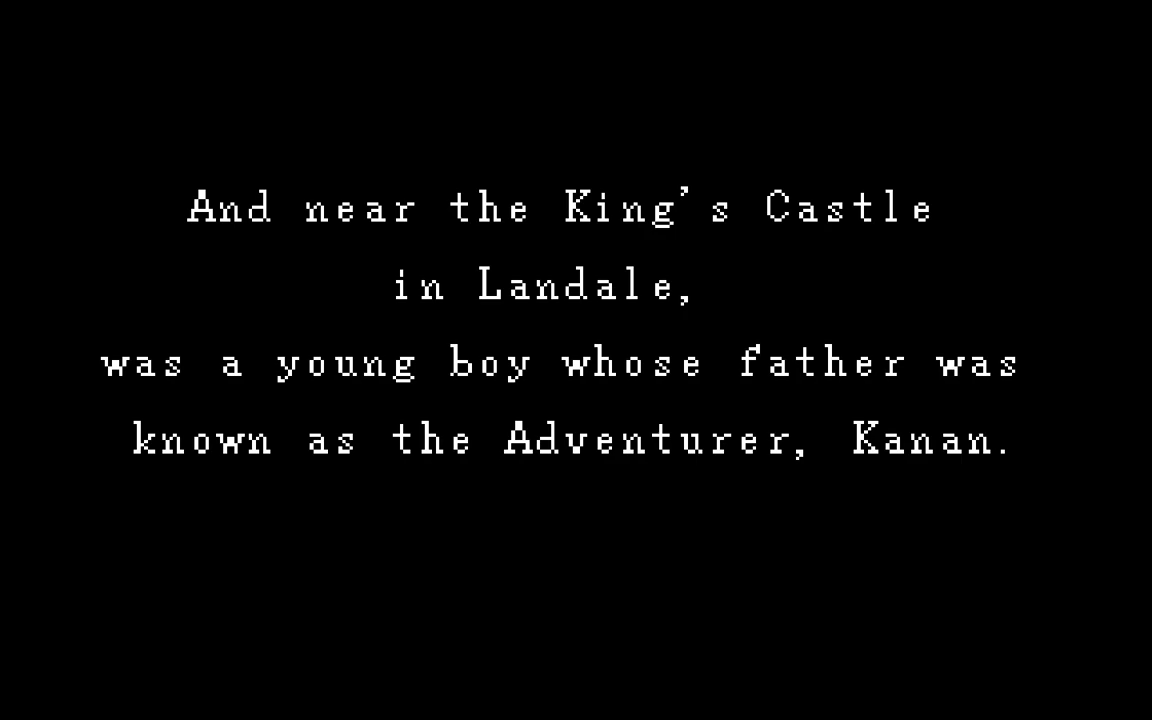 And near the King's Castle
in Landale,
was a young boy whose father was
known as the Adventurer, Kanan.